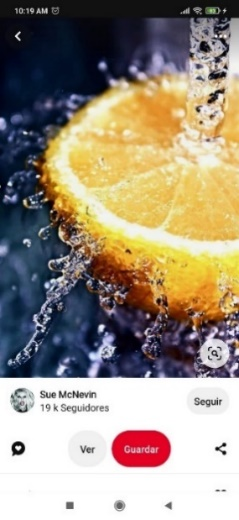 10:19 AM
Sue McNevin
19 k Seguidores
Seguir
Ver
Guardar